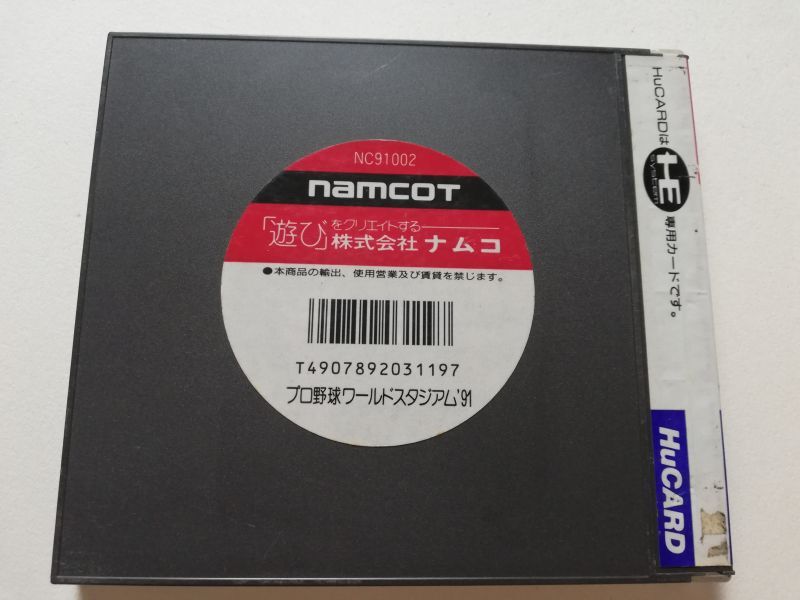 NC91002
namcoT
「遊び」をクリエイトする
株式会社 ナムコ
●本商品の輸出、使用営業及び賃貸を禁じます。
T4907892031197
プロ野球ワールドスタジアム'91
HuCARDは HE system 専用カードです。
HuCARD